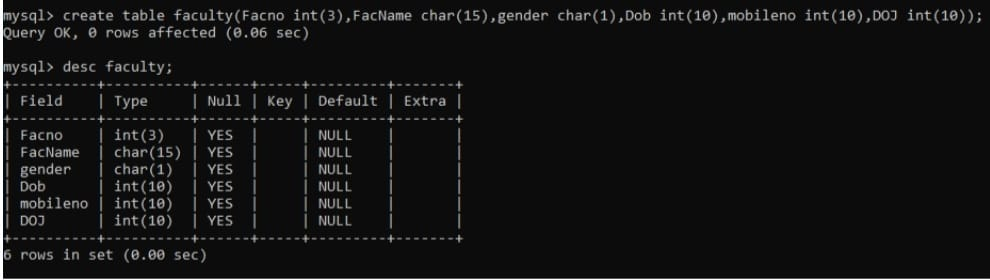 mysql> create table faculty(Facno int(3),FacName char(15),gender char(1),Dob int(10),mobileno int(10),DOJ int(10));
Query OK, 0 rows affected (0.06 sec)
mysql> desc faculty;
+----------+----------+------+-----+---------+-------+
| Field    | Type     | Null | Key | Default | Extra |
+----------+----------+------+-----+---------+-------+
| Facno    | int(3)   | YES  |     | NULL    |       |
| FacName  | char(15) | YES  |     | NULL    |       |
| gender   | char(1)  | YES  |     | NULL    |       |
| Dob      | int(10)  | YES  |     | NULL    |       |
| mobileno | int(10)  | YES  |     | NULL    |       |
| DOJ      | int(10)  | YES  |     | NULL    |       |
+----------+----------+------+-----+---------+-------+
6 rows in set (0.00 sec)